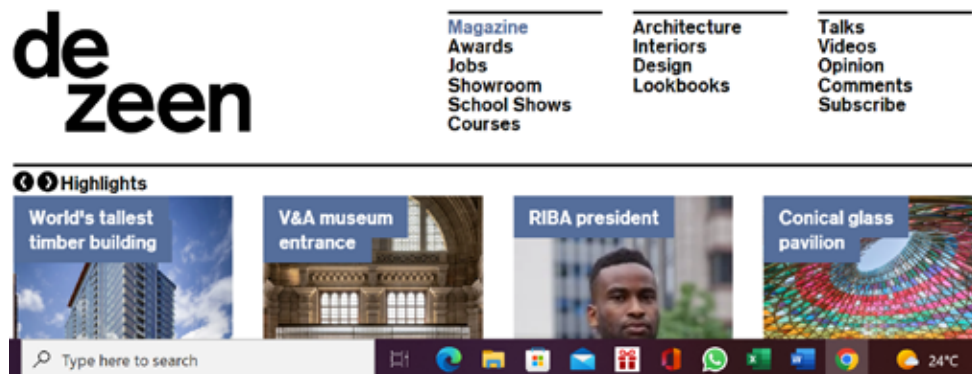 de
zeen
Magazine
Awards
Jobs
Showroom
School Shows
Courses
Architecture
Interiors
Design
Lookbooks
Talks
Videos
Opinion
Comments
Subscribe
Highlights
World's tallest
timber building
V&A museum
entrance
RIBA president
Conical glass
pavilion
Type here to search
24°C